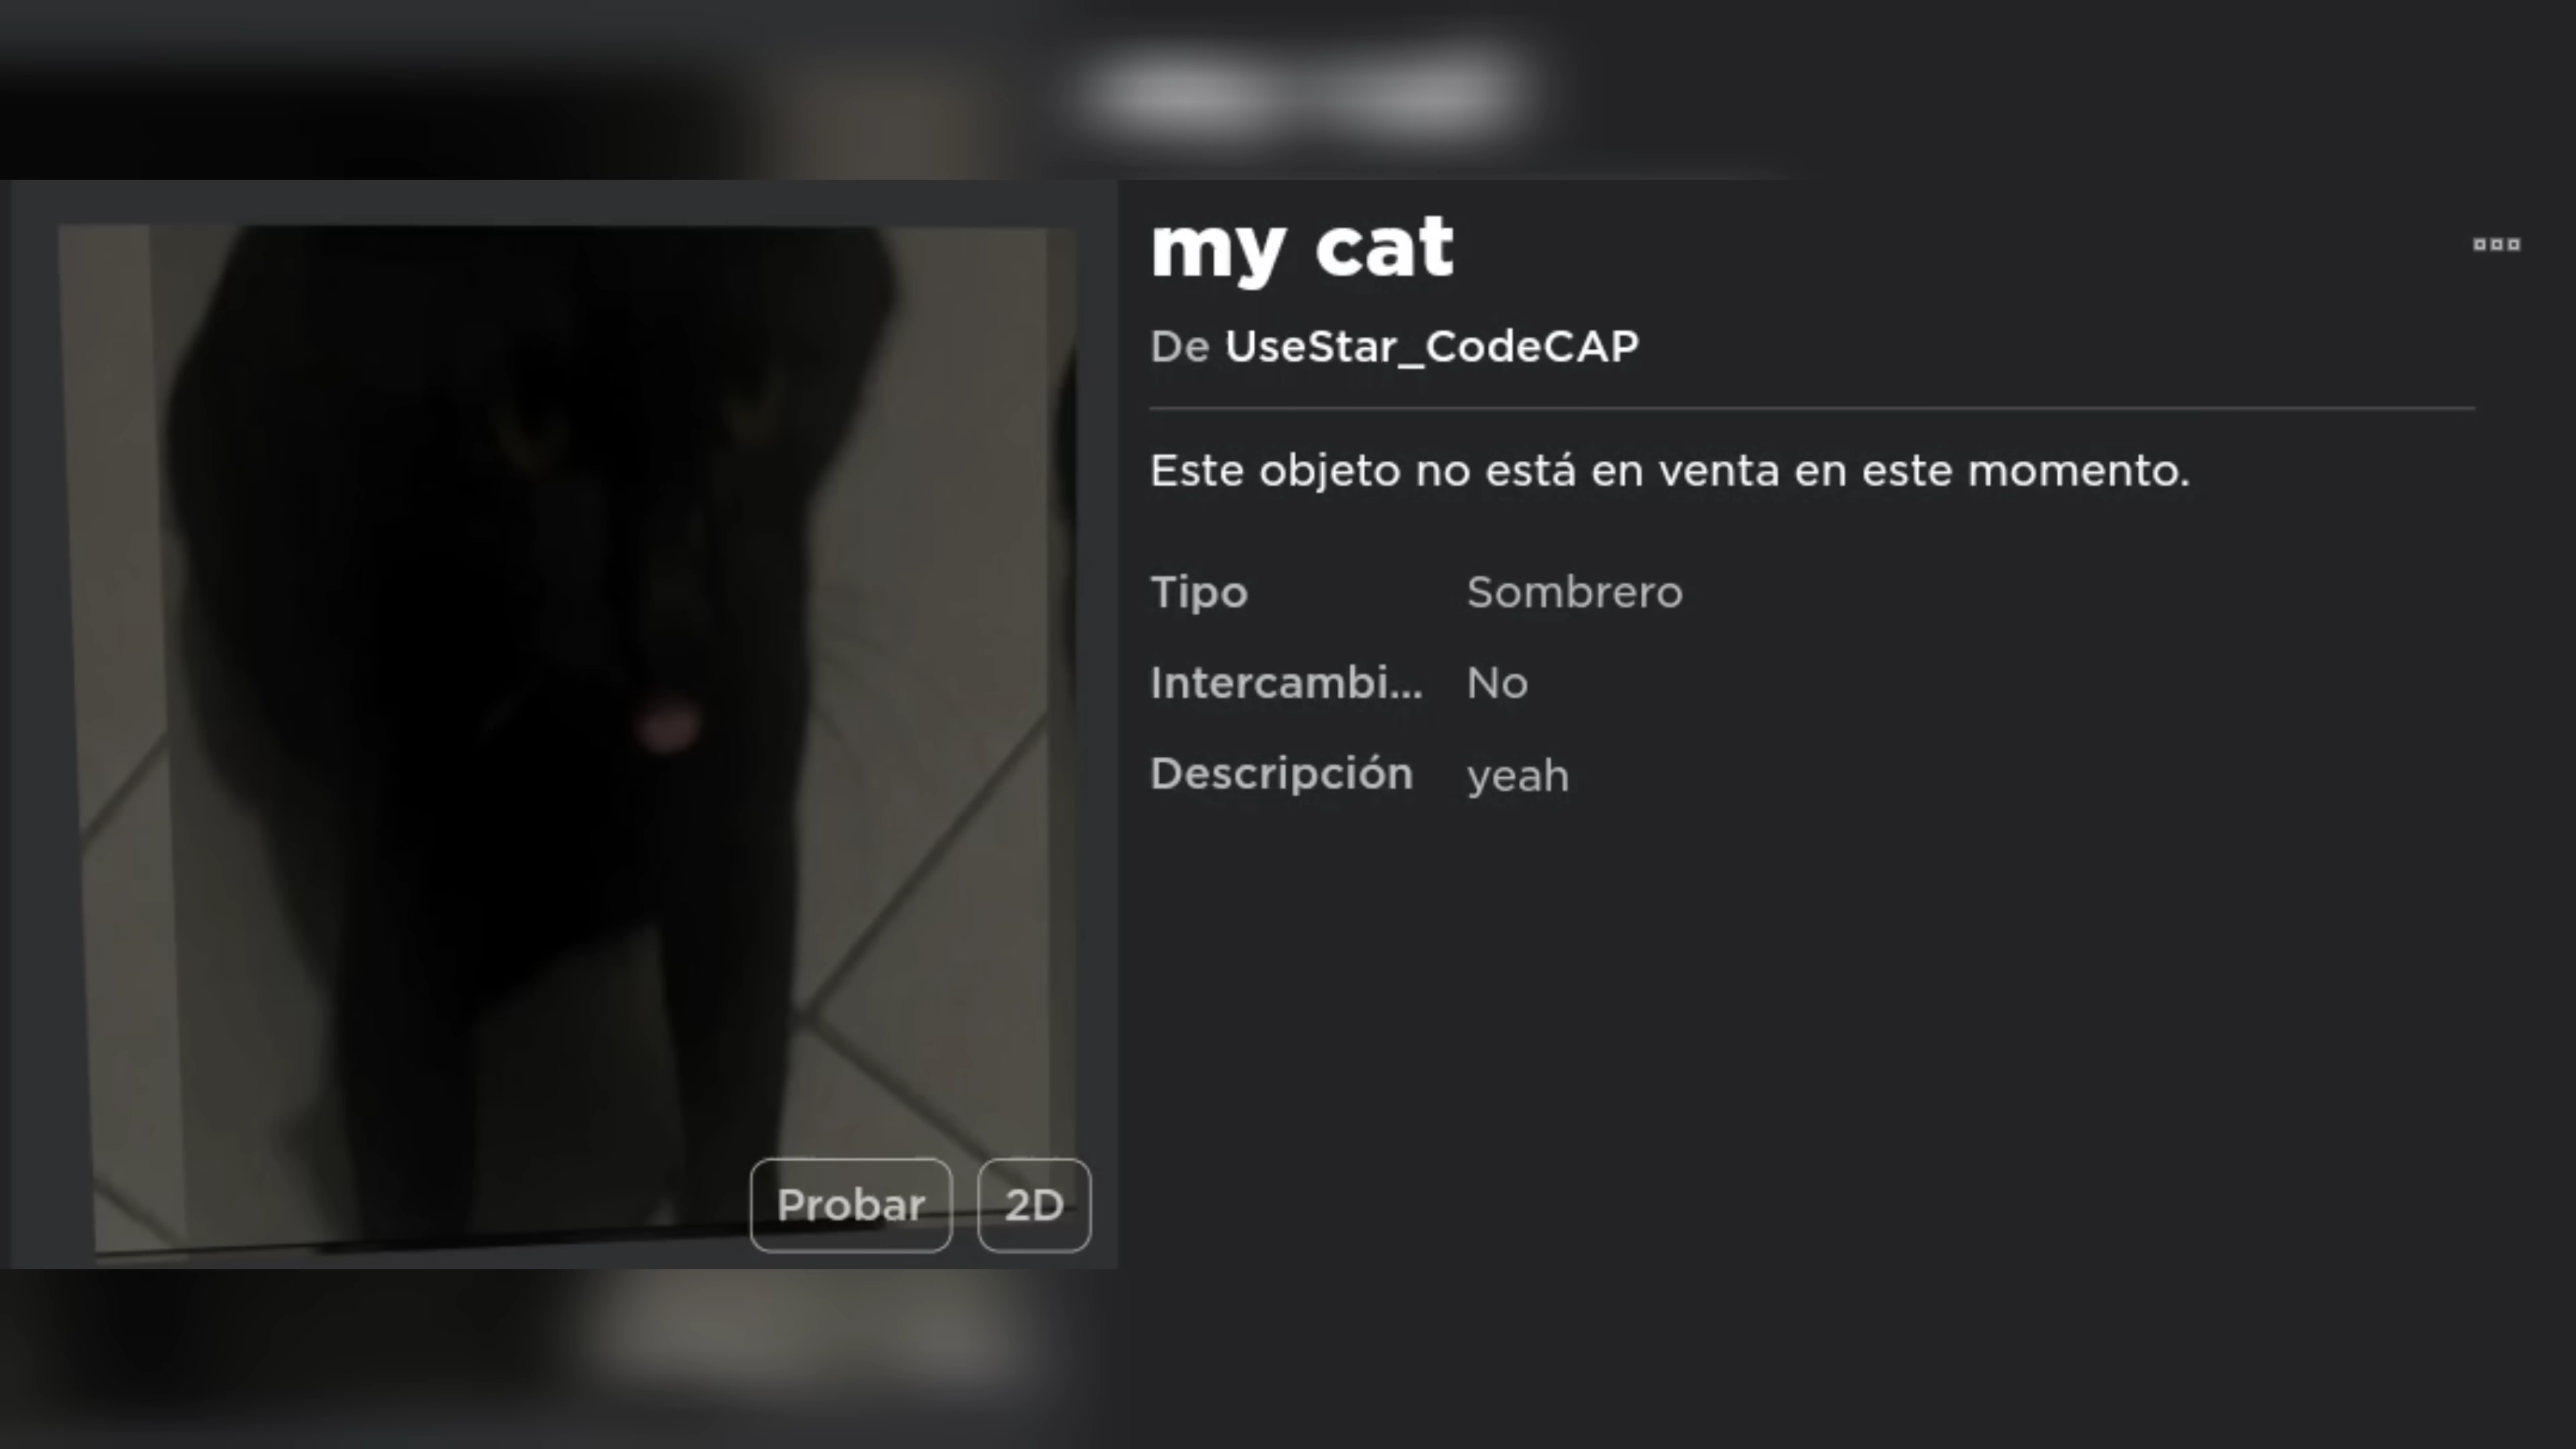 my cat
De UseStar_CodeCAP
Este objeto no está en venta en este momento.
Tipo Sombrero
Intercambi... No
Descripción yeah
Probar 2D